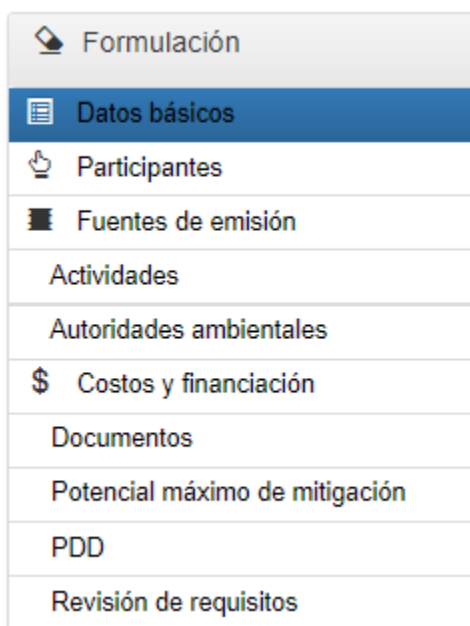 Formulación
Datos básicos
Participantes
Fuentes de emisión
Actividades
Autoridades ambientales
$ Costos y financiación
Documentos
Potencial máximo de mitigación
PDD
Revisión de requisitos